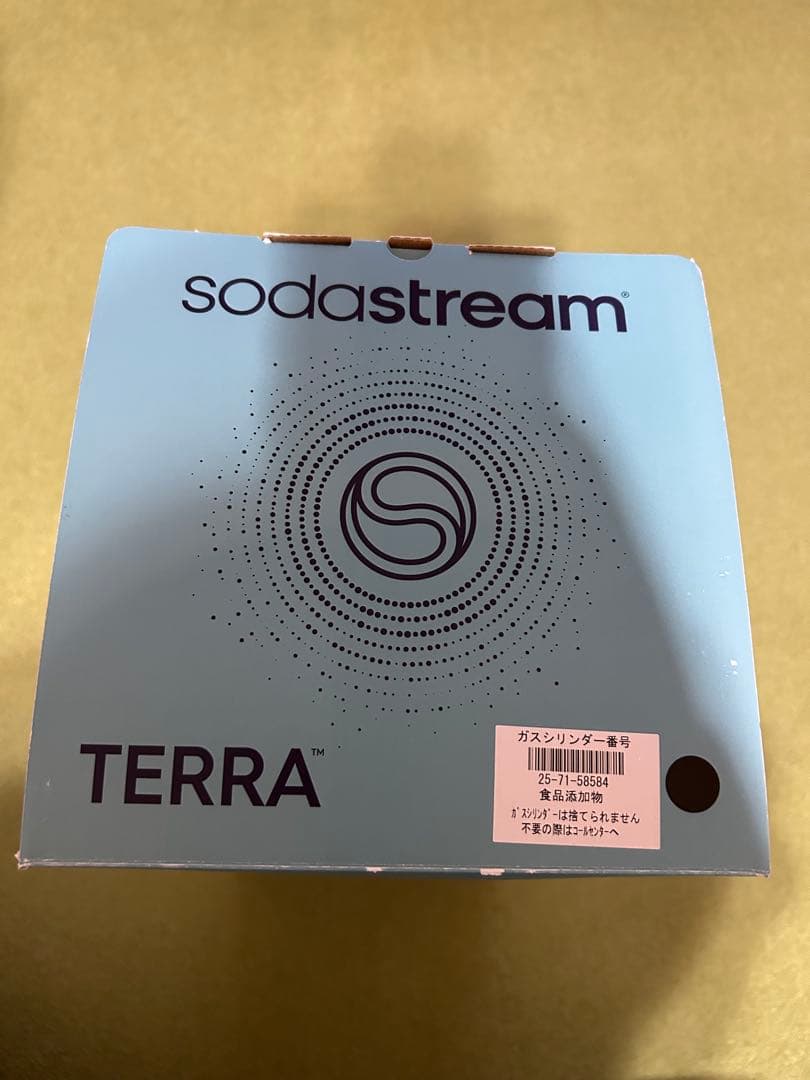 sodastream®
TERRA™
ガスシリンダー番号
25-71-58584
食品添加物
ｶﾞｽｼﾘﾝﾀﾞｰは捨てられません
不要の際はｺｰﾙｾﾝﾀｰへ